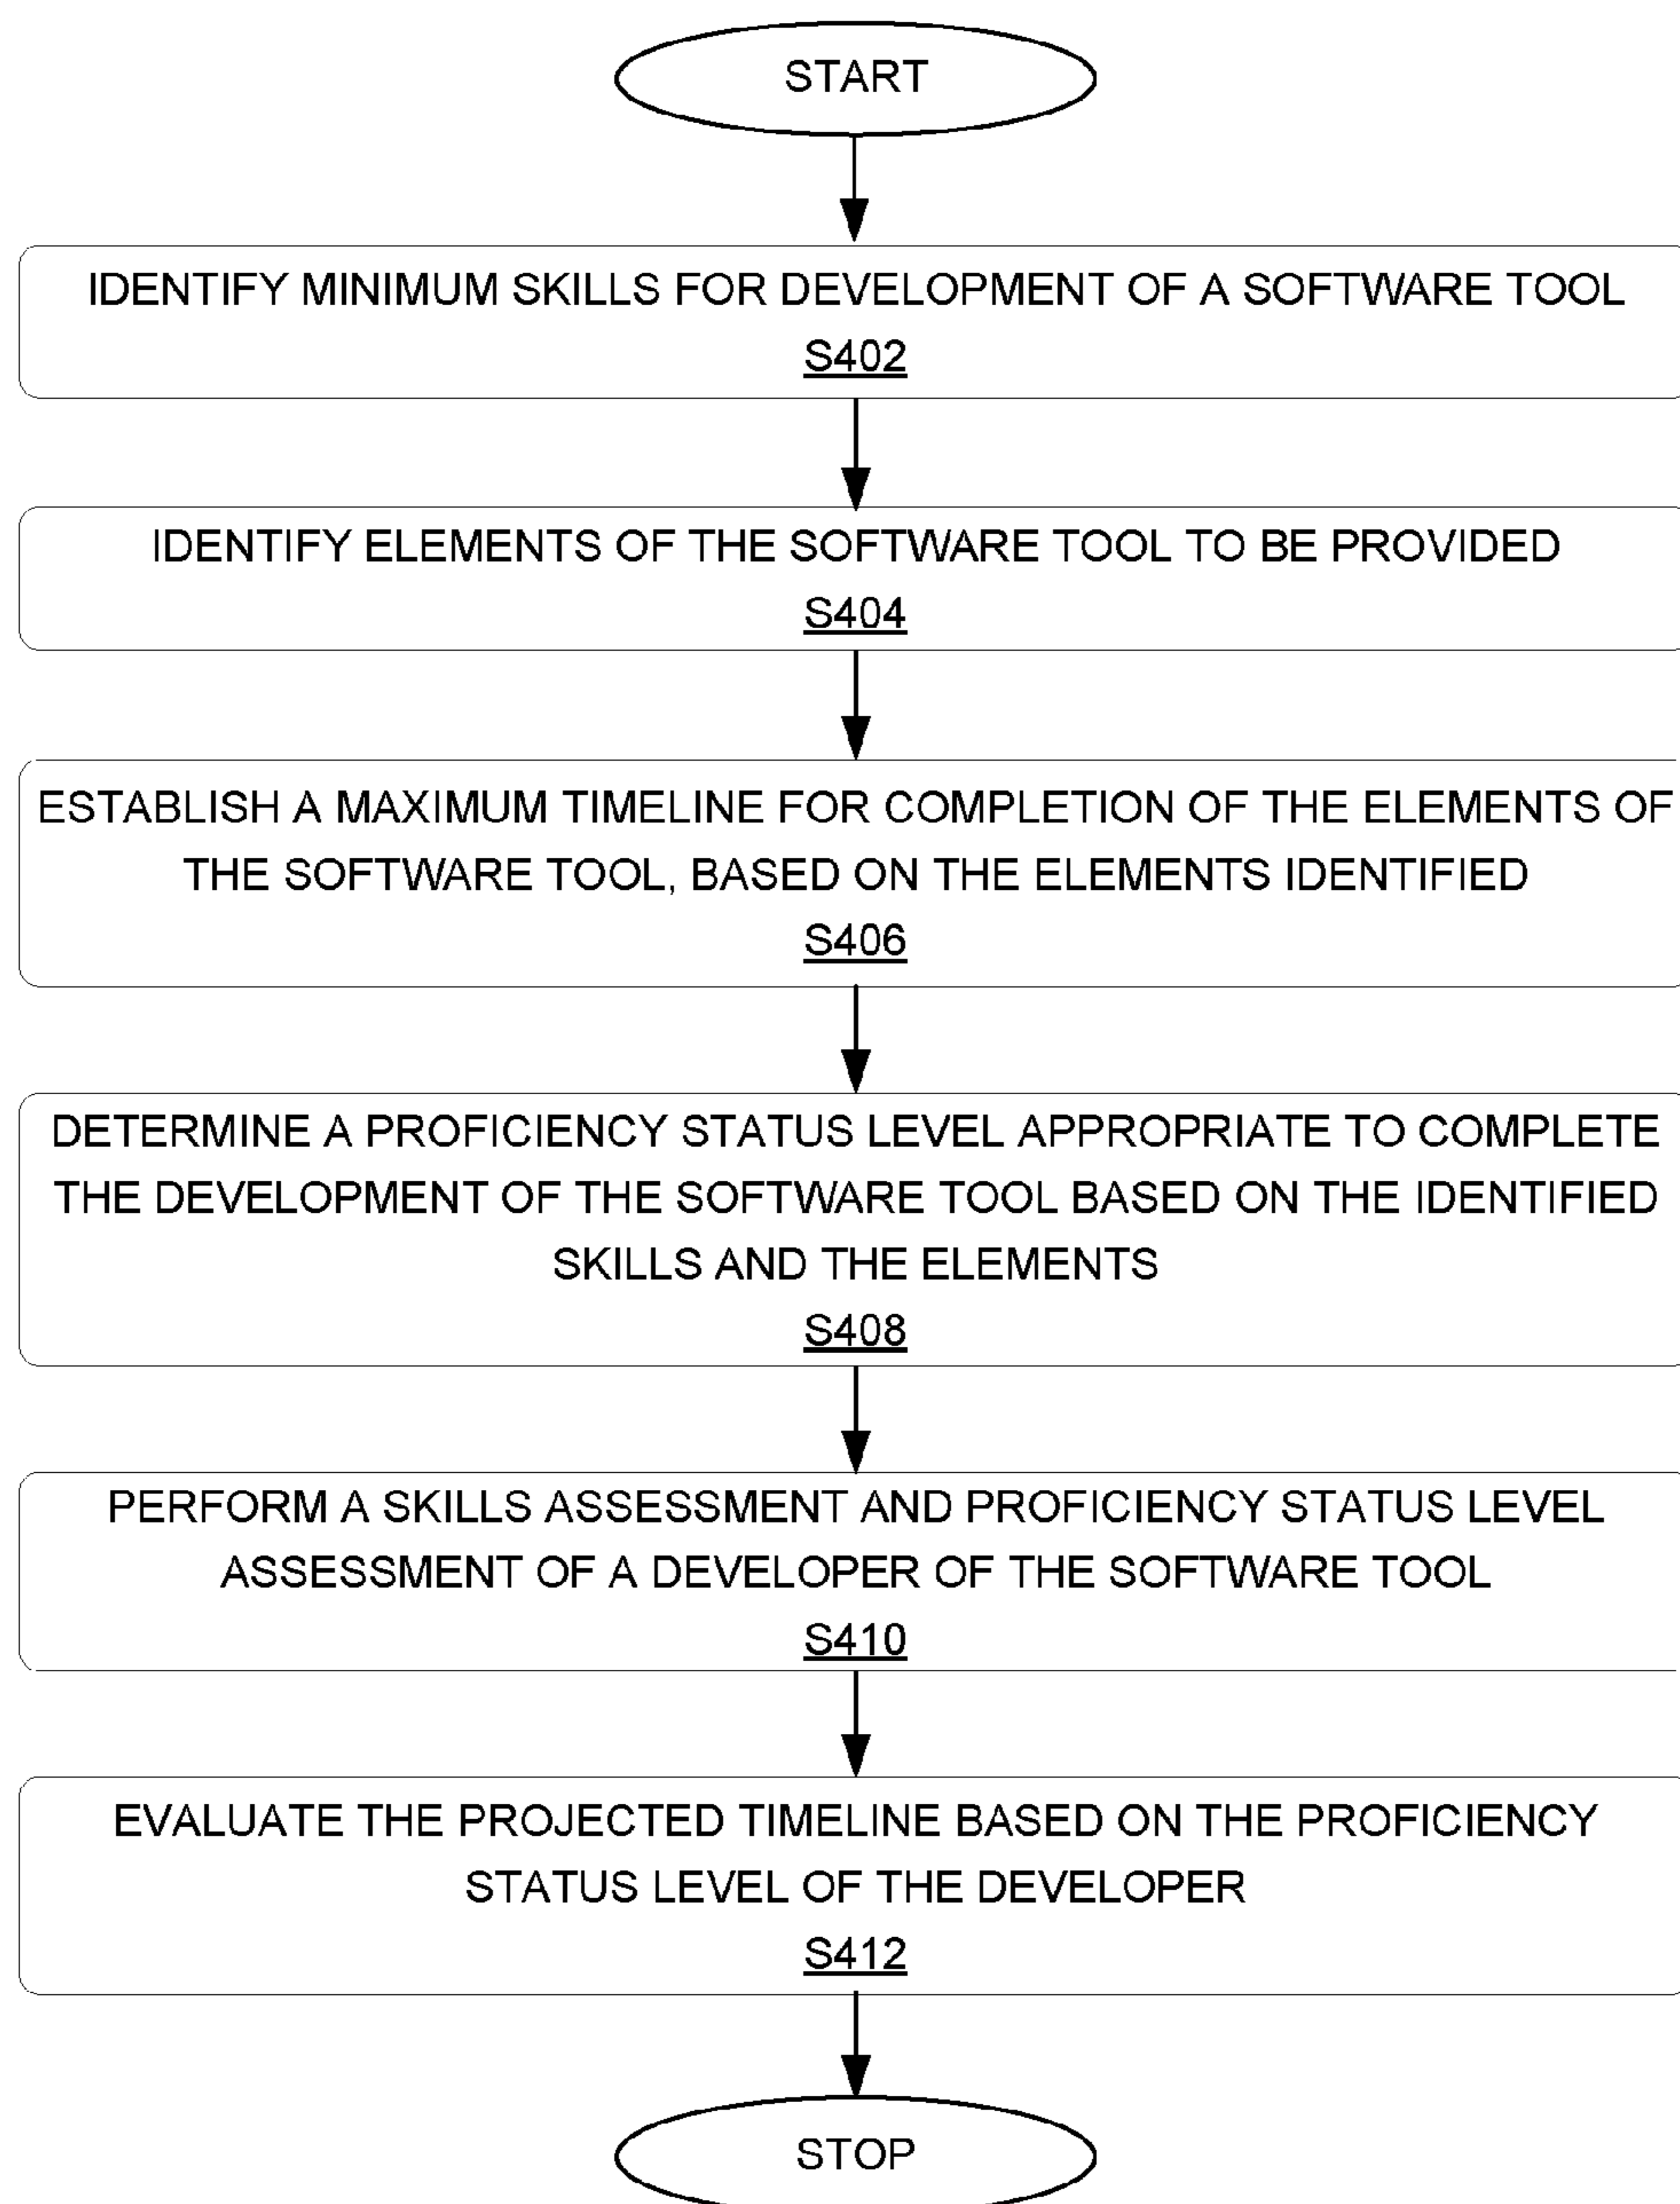 START
IDENTIFY MINIMUM SKILLS FOR DEVELOPMENT OF A SOFTWARE TOOL
S402
IDENTIFY ELEMENTS OF THE SOFTWARE TOOL TO BE PROVIDED
S404
ESTABLISH A MAXIMUM TIMELINE FOR COMPLETION OF THE ELEMENTS OF
THE SOFTWARE TOOL, BASED ON THE ELEMENTS IDENTIFIED
S406
DETERMINE A PROFICIENCY STATUS LEVEL APPROPRIATE TO COMPLETE
THE DEVELOPMENT OF THE SOFTWARE TOOL BASED ON THE IDENTIFIED
SKILLS AND THE ELEMENTS
S408
PERFORM A SKILLS ASSESSMENT AND PROFICIENCY STATUS LEVEL
ASSESSMENT OF A DEVELOPER OF THE SOFTWARE TOOL
S410
EVALUATE THE PROJECTED TIMELINE BASED ON THE PROFICIENCY
STATUS LEVEL OF THE DEVELOPER
S412
STOP